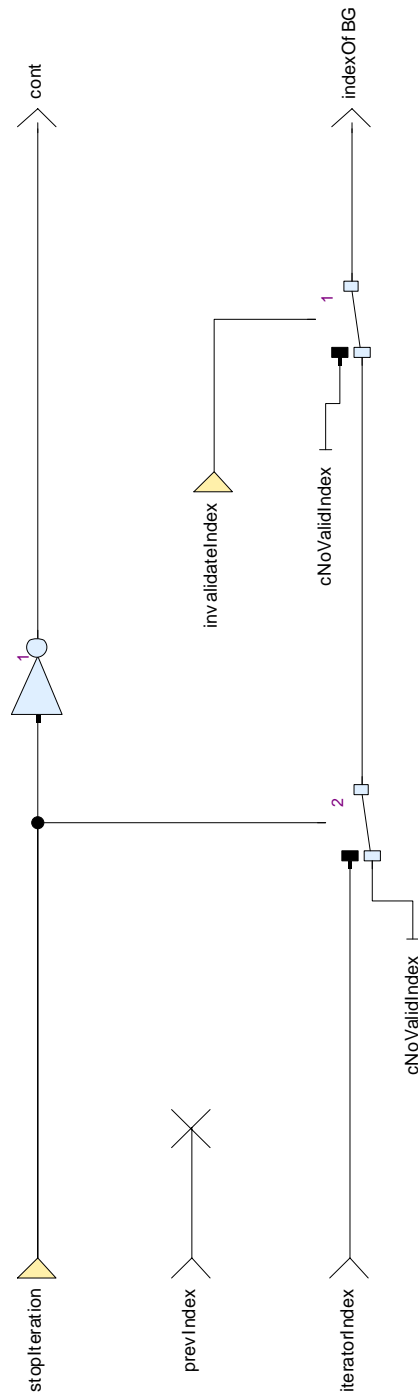 stopIteration
1
cont
prevIndex
invalidateIndex
iteratorIndex
2
cNoValidIndex
cNoValidIndex
1
indexOf BG